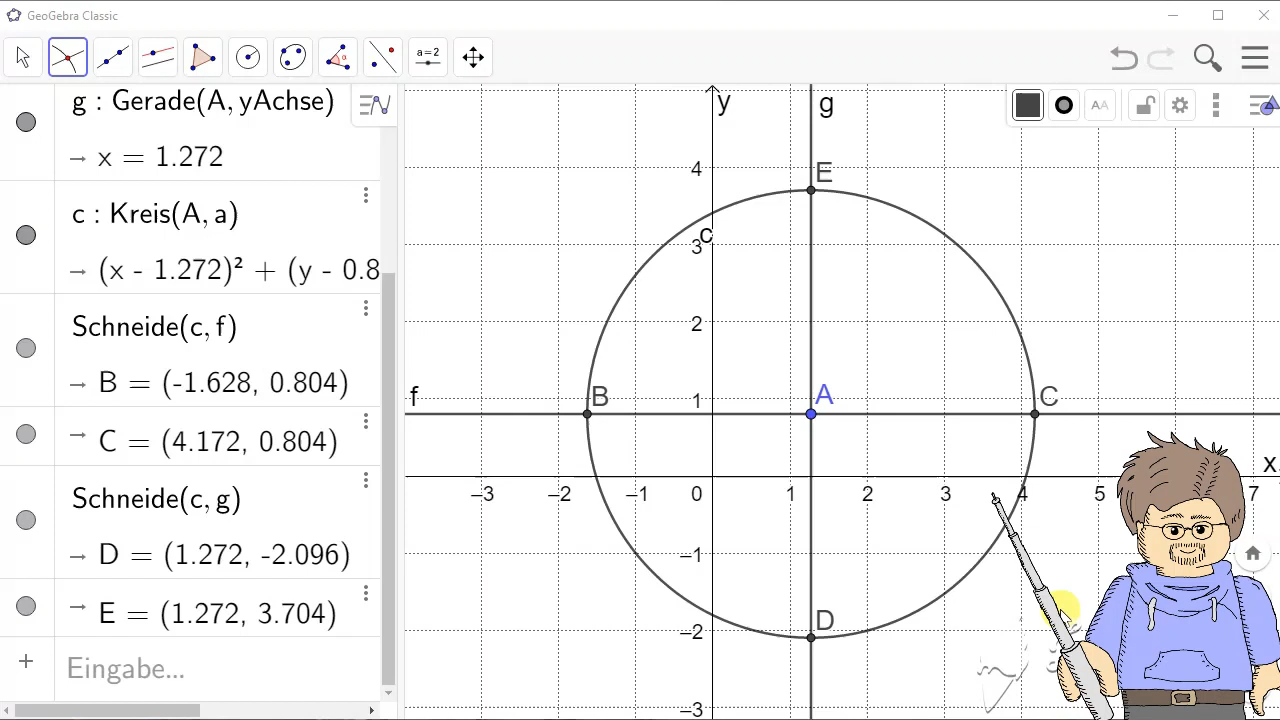 GeoGebra Classic
a=2
g : Gerade(A, yAchse)
→ x = 1.272
c : Kreis(A, a)
→ (x - 1.272)² + (y - 0.8
Schneide(c, f)
→ B = (-1.628, 0.804)
→ C = (4.172, 0.804)
Schneide(c, g)
→ D = (1.272, -2.096)
→ E = (1.272, 3.704)
+ Eingabe...
AA
y
g
4
E
c
3
2
f
B
1
A
C
x
–3
–2
–1
0
1
2
3
4
5
7
–1
D
–2
–3